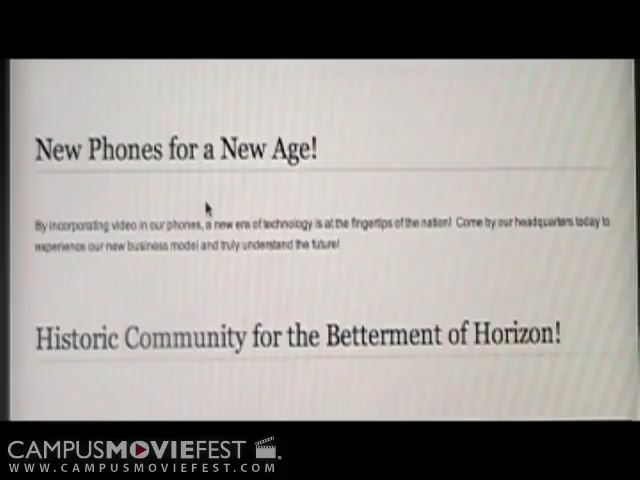 New Phones for a New Age!
By incorporating video in our phones, a new era of technology is at the fingertips of the nation! Come by our headquarters today to
experience our new business model and truly understand the future!
Historic Community for the Betterment of Horizon!
CAMPUSMOVIEFEST
WWW.CAMPUSMOVIEFEST.COM